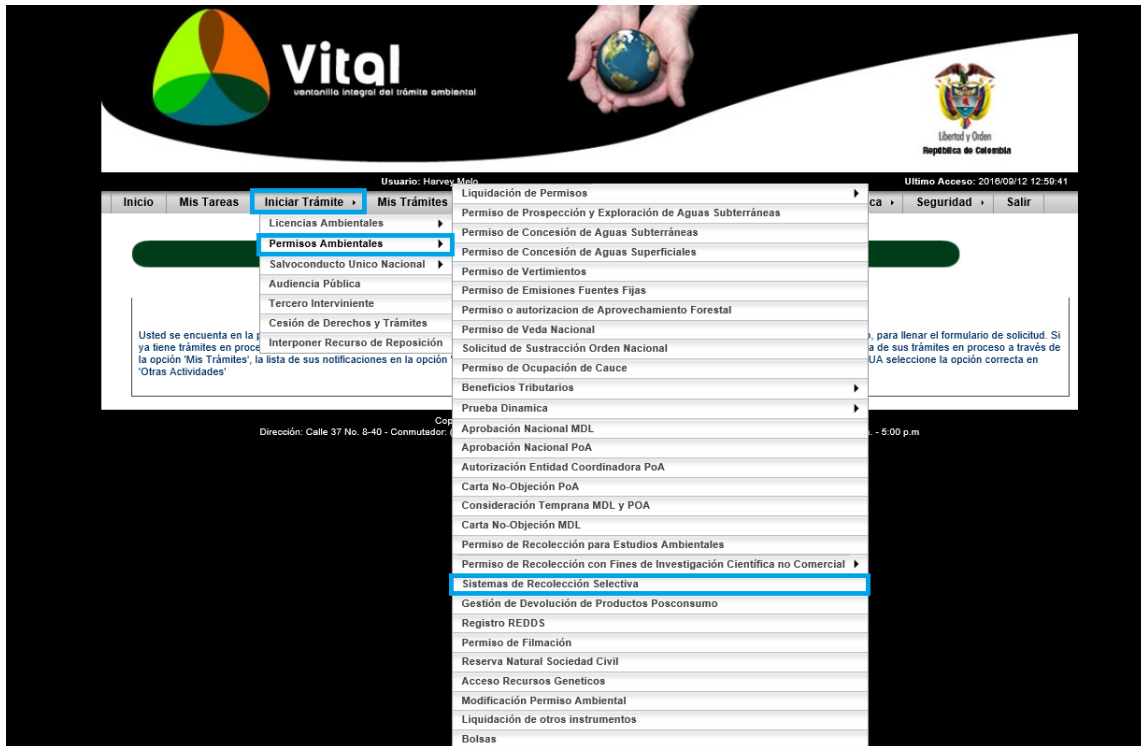 Vital
ventanilla integral del trámite ambiental
Libertad y Orden
República de Colombia
Usuario: Harvey Melo
Ultimo Acceso: 2016/09/12 12:59:41
Inicio Mis Tareas Iniciar Trámite Mis Trámites ca Seguridad Salir
Licencias Ambientales
Permisos Ambientales
Salvoconducto Unico Nacional
Audiencia Pública
Tercero Interviniente
Cesión de Derechos y Trámites
Interponer Recurso de Reposición
Liquidación de Permisos
Permiso de Prospección y Exploración de Aguas Subterráneas
Permiso de Concesión de Aguas Subterráneas
Permiso de Concesión de Aguas Superficiales
Permiso de Vertimientos
Permiso de Emisiones Fuentes Fijas
Permiso o autorizacion de Aprovechamiento Forestal
Permiso de Veda Nacional
Solicitud de Sustracción Orden Nacional
Permiso de Ocupación de Cauce
Beneficios Tributarios
Prueba Dinamica
Aprobación Nacional MDL
Aprobación Nacional PoA
Autorización Entidad Coordinadora PoA
Carta No-Objeción PoA
Consideración Temprana MDL y POA
Carta No-Objeción MDL
Permiso de Recolección para Estudios Ambientales
Permiso de Recolección con Fines de Investigación Científica no Comercial
Sistemas de Recolección Selectiva
Gestión de Devolución de Productos Posconsumo
Registro REDDS
Permiso de Filmación
Reserva Natural Sociedad Civil
Acceso Recursos Geneticos
Modificación Permiso Ambiental
Liquidación de otros instrumentos
Bolsas
Usted se encuenta en la , para llenar el formulario de solicitud. Si
ya tiene trámites en proce a de sus trámites en proceso a través de
la opción 'Mis Trámites', la lista de sus notificaciones en la opción ' UA seleccione la opción correcta en
'Otras Actividades'
Cop
Dirección: Calle 37 No. 8-40 - Conmutador: - 5:00 p.m